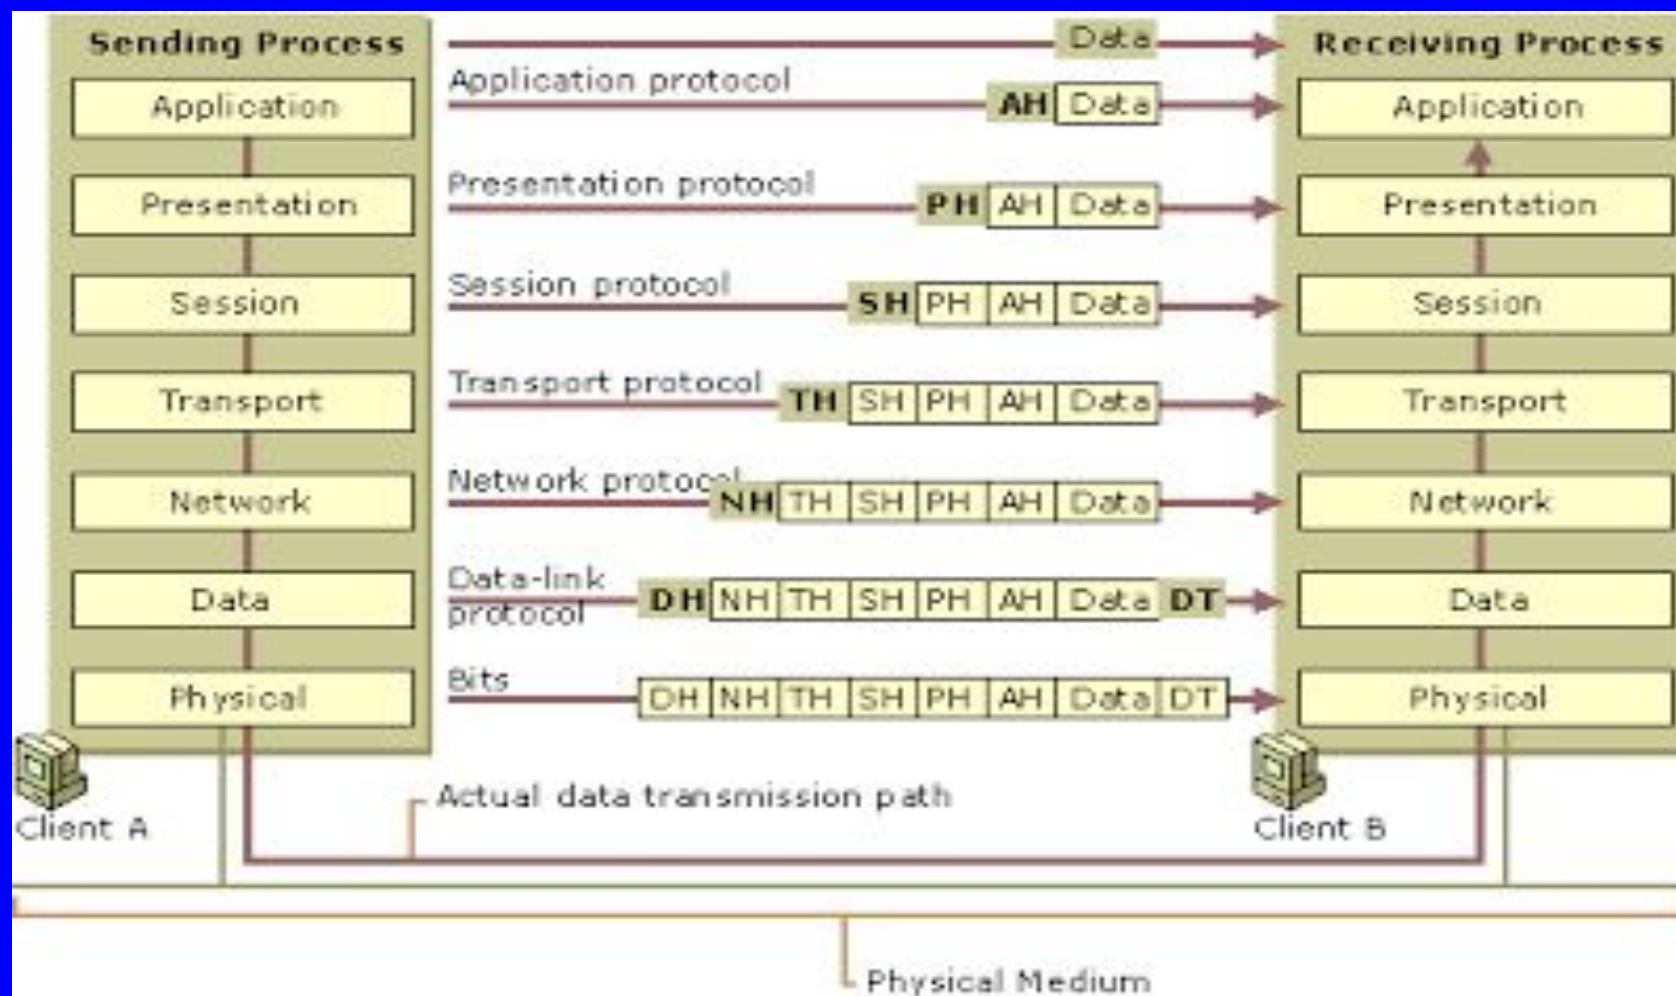 Sending Process
Data
Receiving Process
Application protocol
Application
AH Data
Application
Presentation protocol
Presentation
PH AH Data
Presentation
Session protocol
Session
SH PH AH Data
Session
Transport protocol
Transport
TH SH PH AH Data
Transport
Network protocol
Network
NH TH SH PH AH Data
Network
Data-link
protocol
Data
DH NH TH SH PH AH Data DT
Data
Bits
Physical
DH NH TH SH PH AH Data DT
Physical
Client A
Actual data transmission path
Client B
Physical Medium